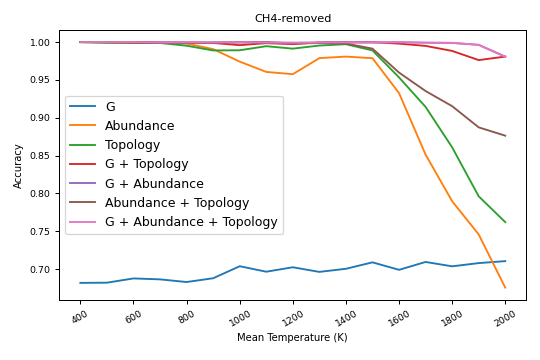 CH4-removed
Accuracy
1.00
0.95
0.90
0.85
0.80
0.75
0.70
G
Abundance
Topology
G + Topology
G + Abundance
Abundance + Topology
G + Abundance + Topology
400
600
800
1000
1200
1400
1600
1800
2000
Mean Temperature (K)